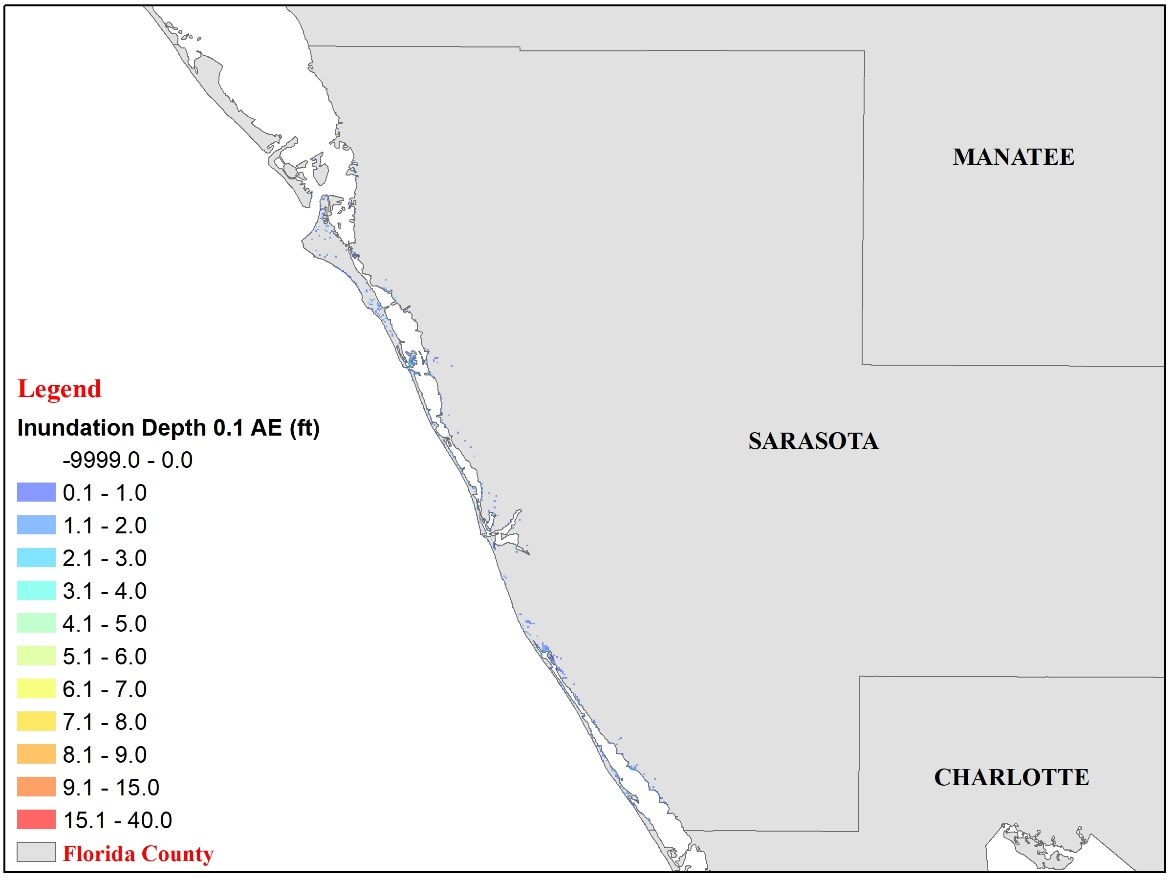 MANATEE
SARASOTA
CHARLOTTE
Legend
Inundation Depth 0.1 AE (ft)
-9999.0 - 0.0
0.1 - 1.0
1.1 - 2.0
2.1 - 3.0
3.1 - 4.0
4.1 - 5.0
5.1 - 6.0
6.1 - 7.0
7.1 - 8.0
8.1 - 9.0
9.1 - 15.0
15.1 - 40.0
Florida County